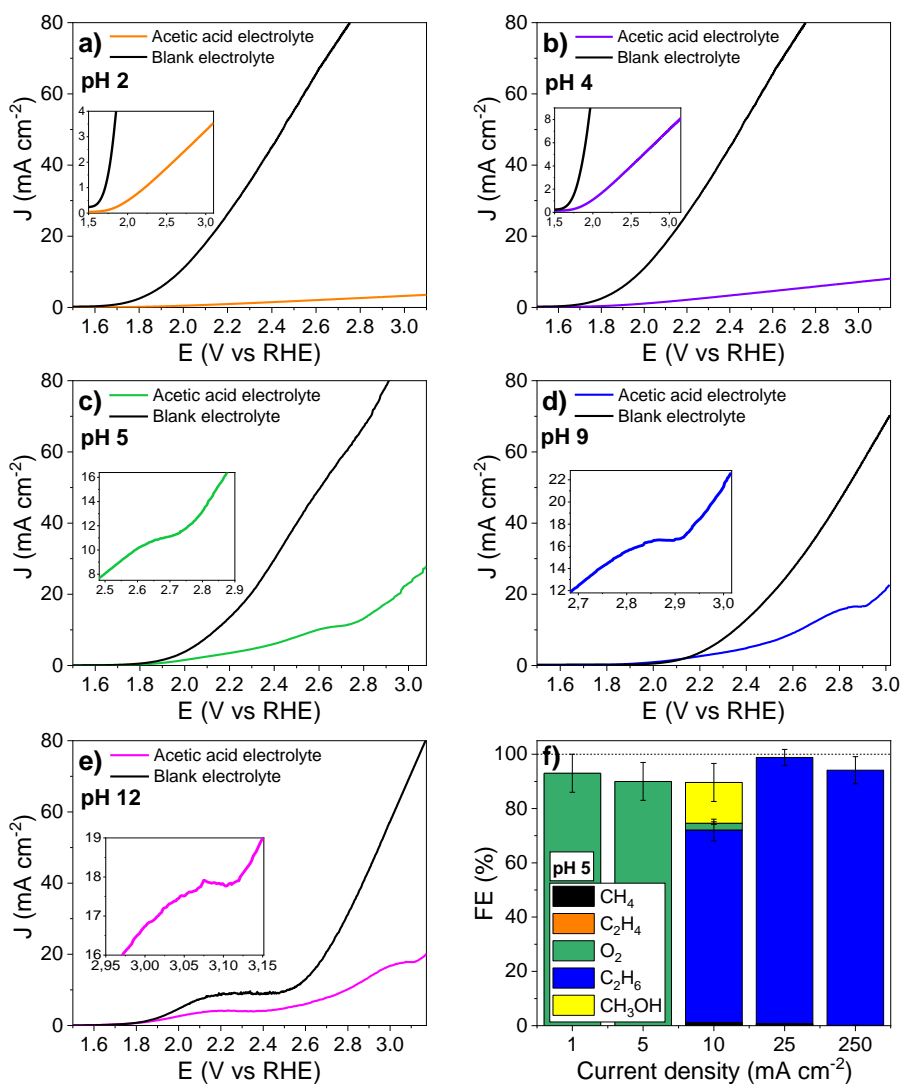 a)
Acetic acid electrolyte
Blank electrolyte
pH 2
J (mA cm⁻²)
80
60
40
20
0
4
3
2
1
0
1,5 2,0 2,5 3,0
1.6 1.8 2.0 2.2 2.4 2.6 2.8 3.0
E (V vs RHE)
b)
Acetic acid electrolyte
Blank electrolyte
pH 4
J (mA cm⁻²)
80
60
40
20
0
8
6
4
2
0
1,5 2,0 2,5 3,0
1.6 1.8 2.0 2.2 2.4 2.6 2.8 3.0
E (V vs RHE)
c)
Acetic acid electrolyte
Blank electrolyte
pH 5
J (mA cm⁻²)
80
60
40
20
0
16
14
12
10
8
2.5 2.6 2.7 2.8 2.9
1.6 1.8 2.0 2.2 2.4 2.6 2.8 3.0
E (V vs RHE)
d)
Acetic acid electrolyte
Blank electrolyte
pH 9
J (mA cm⁻²)
80
60
40
20
0
22
20
18
16
14
12
2,7 2,8 2,9 3,0
1.6 1.8 2.0 2.2 2.4 2.6 2.8 3.0
E (V vs RHE)
e)
Acetic acid electrolyte
Blank electrolyte
pH 12
J (mA cm⁻²)
80
60
40
20
0
19
18
17
16
2,95 3,00 3,05 3,10 3,15
1.6 1.8 2.0 2.2 2.4 2.6 2.8 3.0
E (V vs RHE)
f)
FE (%)
100
80
60
40
20
0
pH 5
CH₄
C₂H₄
O₂
C₂H₆
CH₃OH
1 5 10 25 250
Current density (mA cm⁻²)